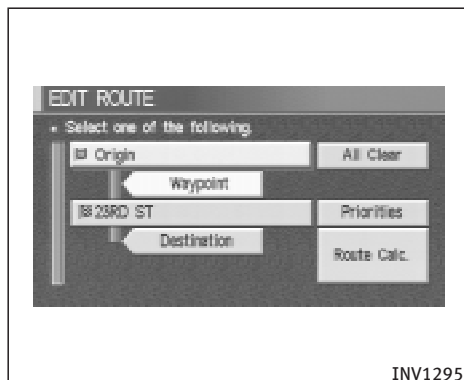 EDIT ROUTE
Select one of the following.
Origin
All Clear
Waypoint
23RD ST
Priorities
Destination
Route Calc.
INV1295